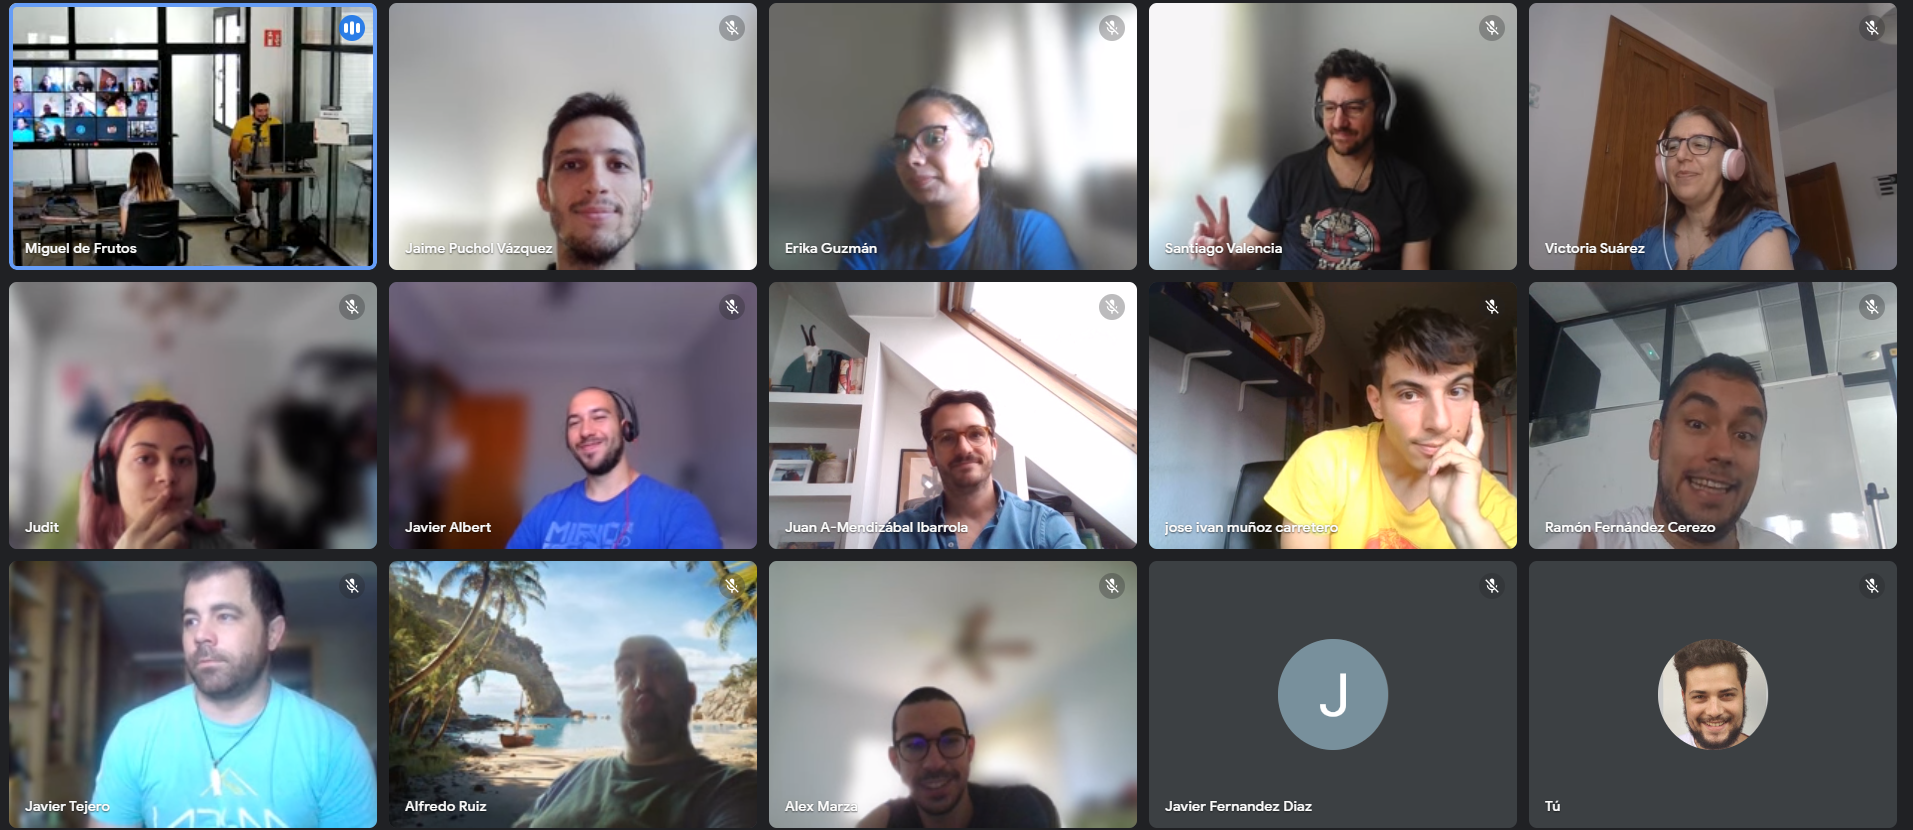 Miguel de Frutos
Jaime Puchol Vázquez
Erika Guzmán
Santiago Valencia
Victoria Suárez
Judit
Javier Albert
Juan A-Mendizábal Ibarrola
jose ivan muñoz carretero
Ramón Fernández Cerezo
Javier Tejero
Alfredo Ruiz
Alex Marza
J
Javier Fernandez Diaz
Tú